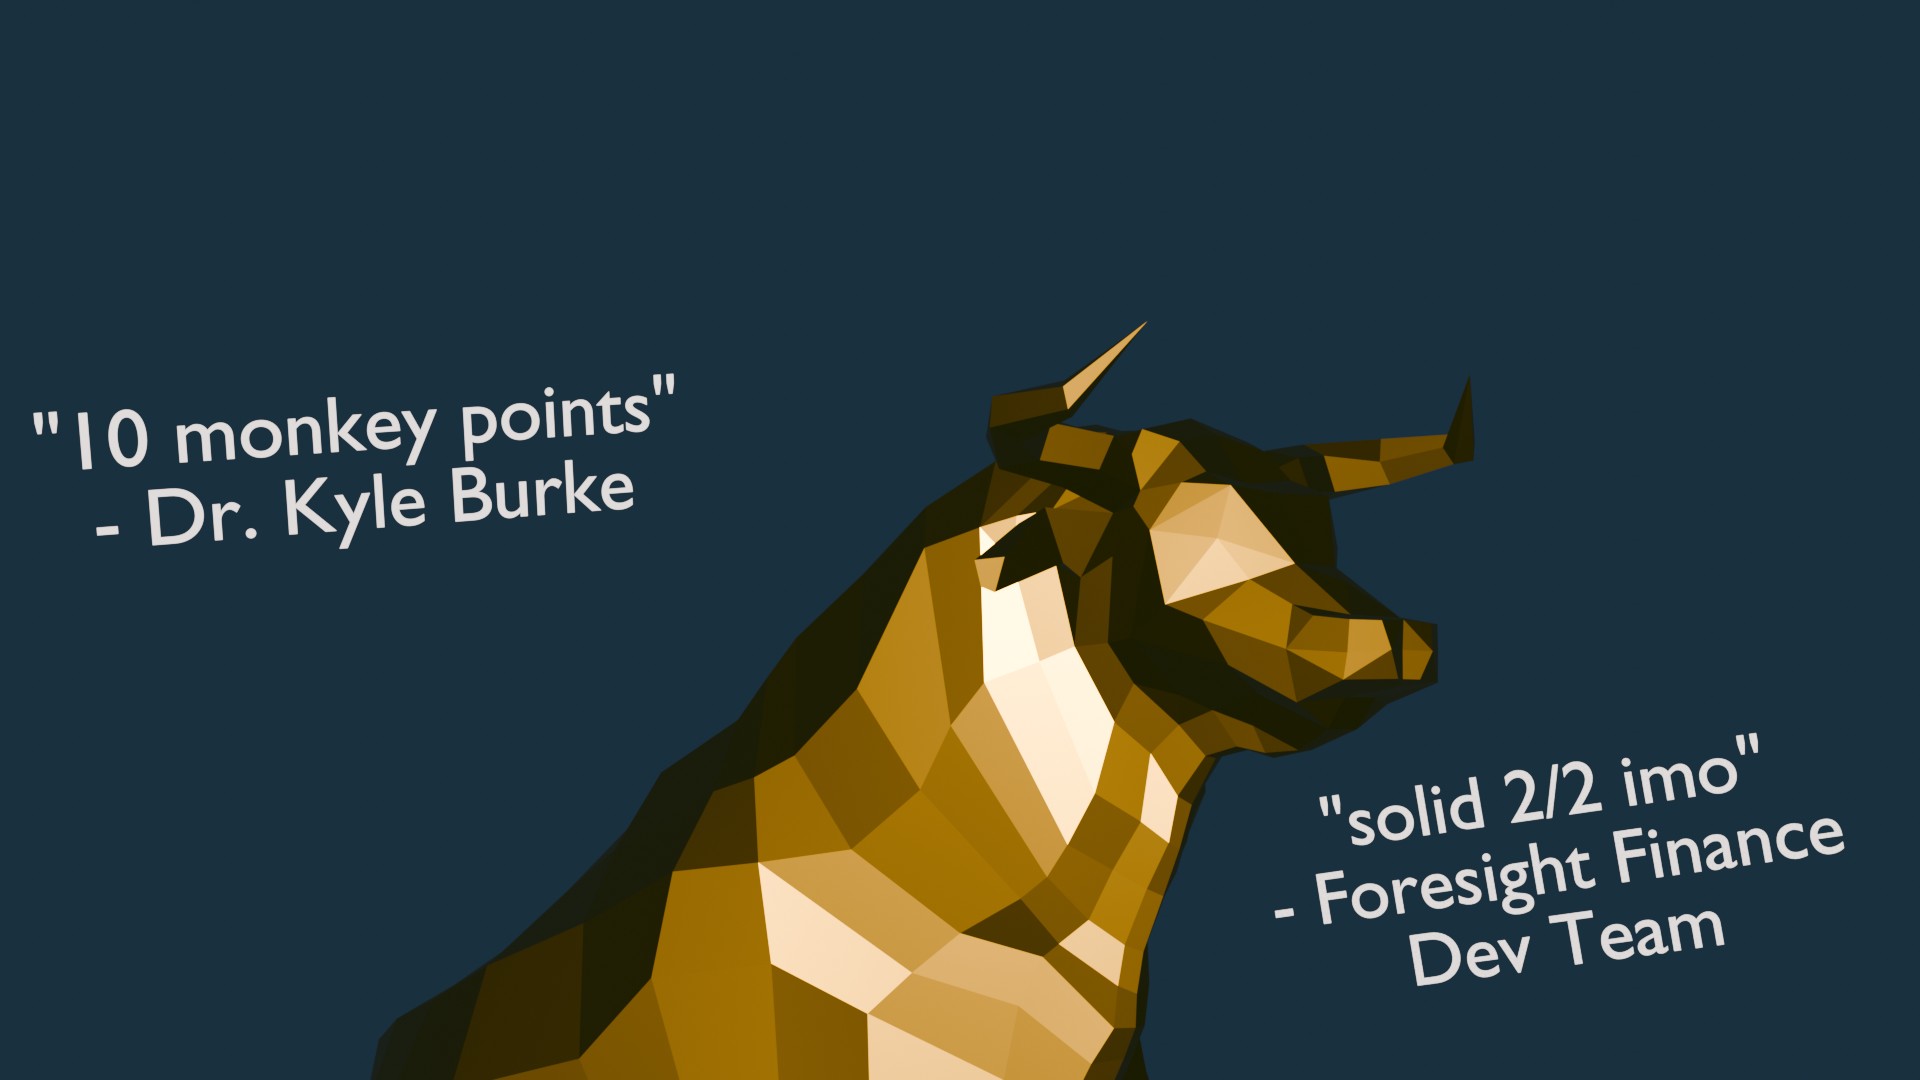 "10 monkey points"
- Dr. Kyle Burke
"solid 2/2 imo"
- Foresight Finance
Dev Team